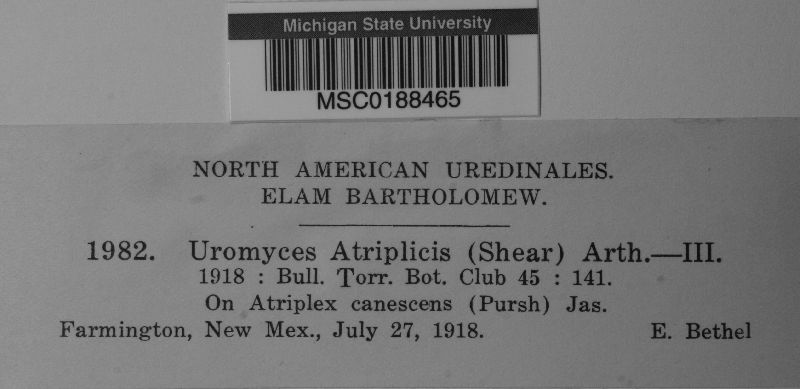 Michigan State University
MSC0188465
NORTH AMERICAN UREDINALES.
ELAM BARTHOLOMEW.
1982. Uromyces Atriplicis (Shear) Arth.—III.
1918 : Bull. Torr. Bot. Club 45 : 141.
On Atriplex canescens (Pursh) Jas.
Farmington, New Mex., July 27, 1918. E. Bethel